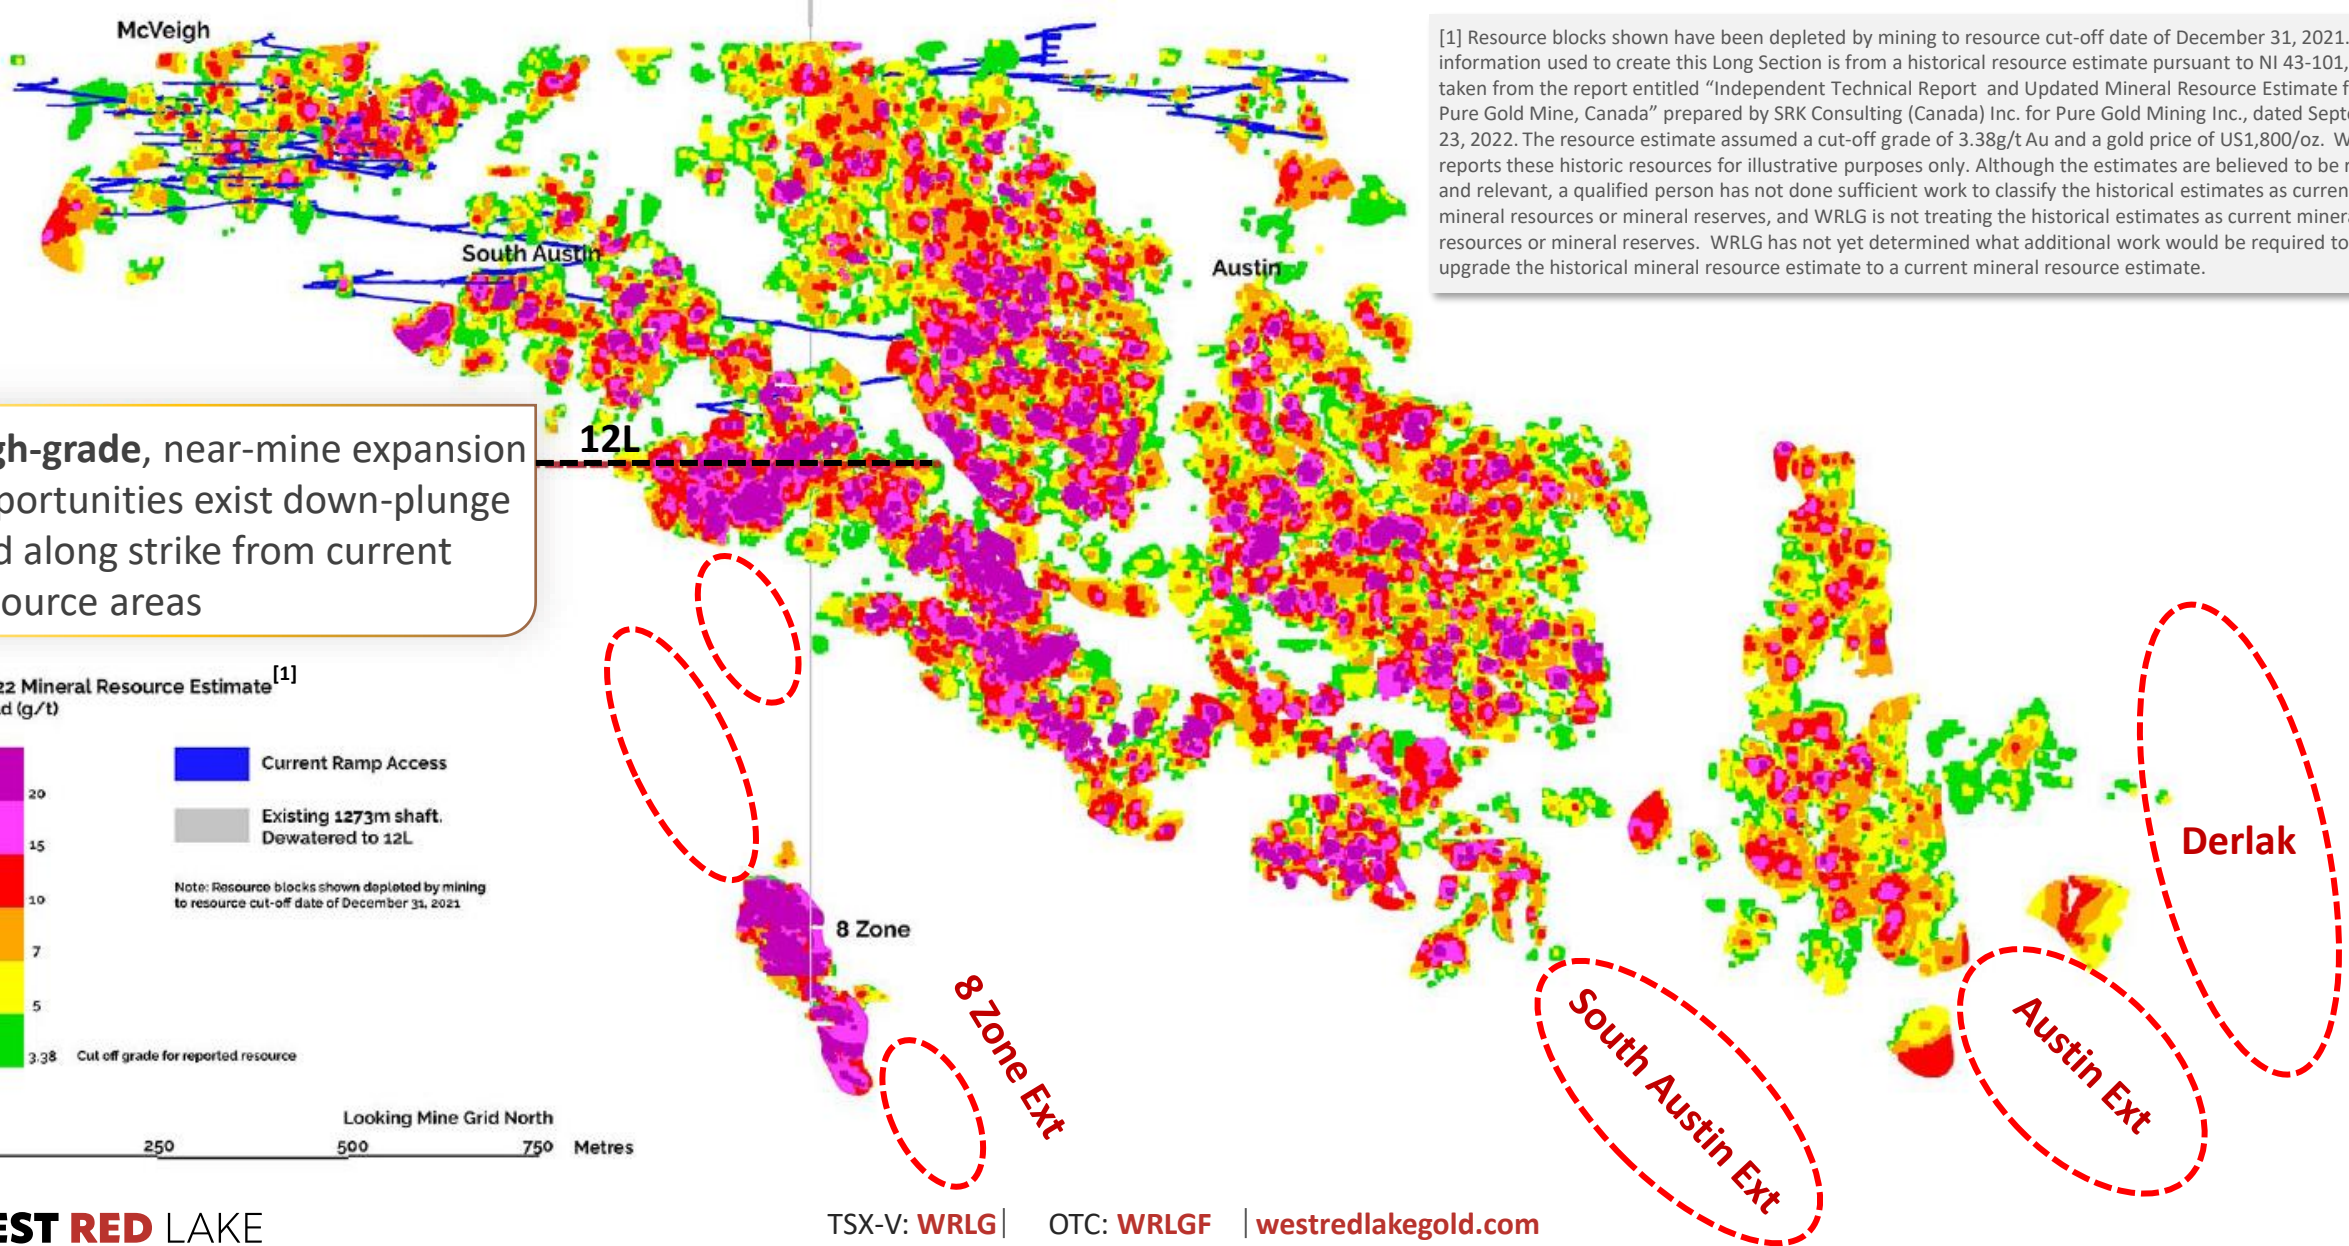 McVeigh
South Austin
Austin
12L
[1] Resource blocks shown have been depleted by mining to resource cut-off date of December 31, 2021.
information used to create this Long Section is from a historical resource estimate pursuant to NI 43-101,
taken from the report entitled “Independent Technical Report and Updated Mineral Resource Estimate f
Pure Gold Mine, Canada” prepared by SRK Consulting (Canada) Inc. for Pure Gold Mining Inc., dated Septe
23, 2022. The resource estimate assumed a cut-off grade of 3.38g/t Au and a gold price of US1,800/oz. W
reports these historic resources for illustrative purposes only. Although the estimates are believed to be r
and relevant, a qualified person has not done sufficient work to classify the historical estimates as current
mineral resources or mineral reserves, and WRLG is not treating the historical estimates as current minera
resources or mineral reserves. WRLG has not yet determined what additional work would be required to
upgrade the historical mineral resource estimate to a current mineral resource estimate.
gh-grade, near-mine expansion
portunities exist down-plunge
d along strike from current
source areas
22 Mineral Resource Estimate[1]
d (g/t)
20
15
10
7
5
3.38 Cut off grade for reported resource
Current Ramp Access
Existing 1273m shaft.
Dewatered to 12L
Note: Resource blocks shown depleted by mining
to resource cut-off date of December 31, 2021
8 Zone
8 Zone Ext
South Austin Ext
Austin Ext
Derlak
Looking Mine Grid North
250 500 750 Metres
EST RED LAKE
TSX-V: WRLG| OTC: WRLGF | westredlakegold.com